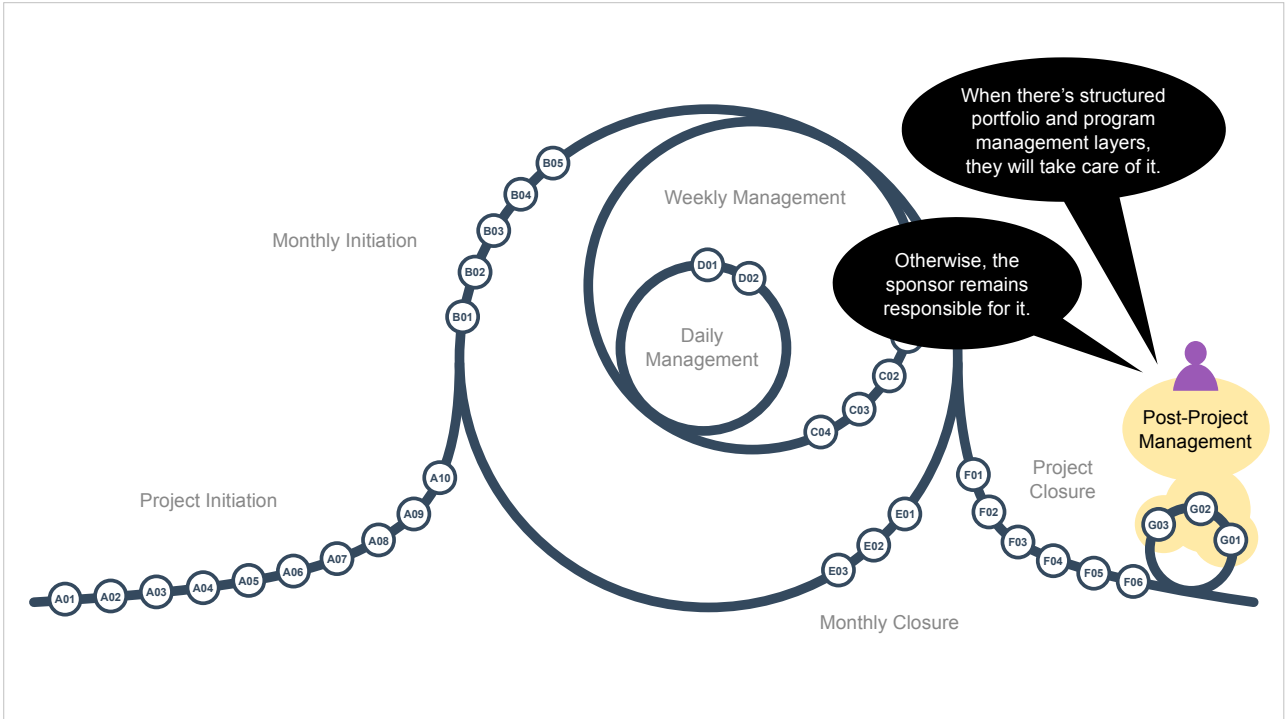 When there's structured
portfolio and program
management layers,
they will take care of it.
Otherwise, the
sponsor remains
responsible for it.
Monthly Initiation
Weekly Management
Daily
Management
Post-Project
Management
Project Initiation
Project
Closure
Monthly Closure
A01
A02
A03
A04
A05
A06
A07
A08
A09
A10
B01
B02
B03
B04
B05
D01
D02
C02
C03
C04
E01
E02
E03
F01
F02
F03
F04
F05
F06
G01
G02
G03